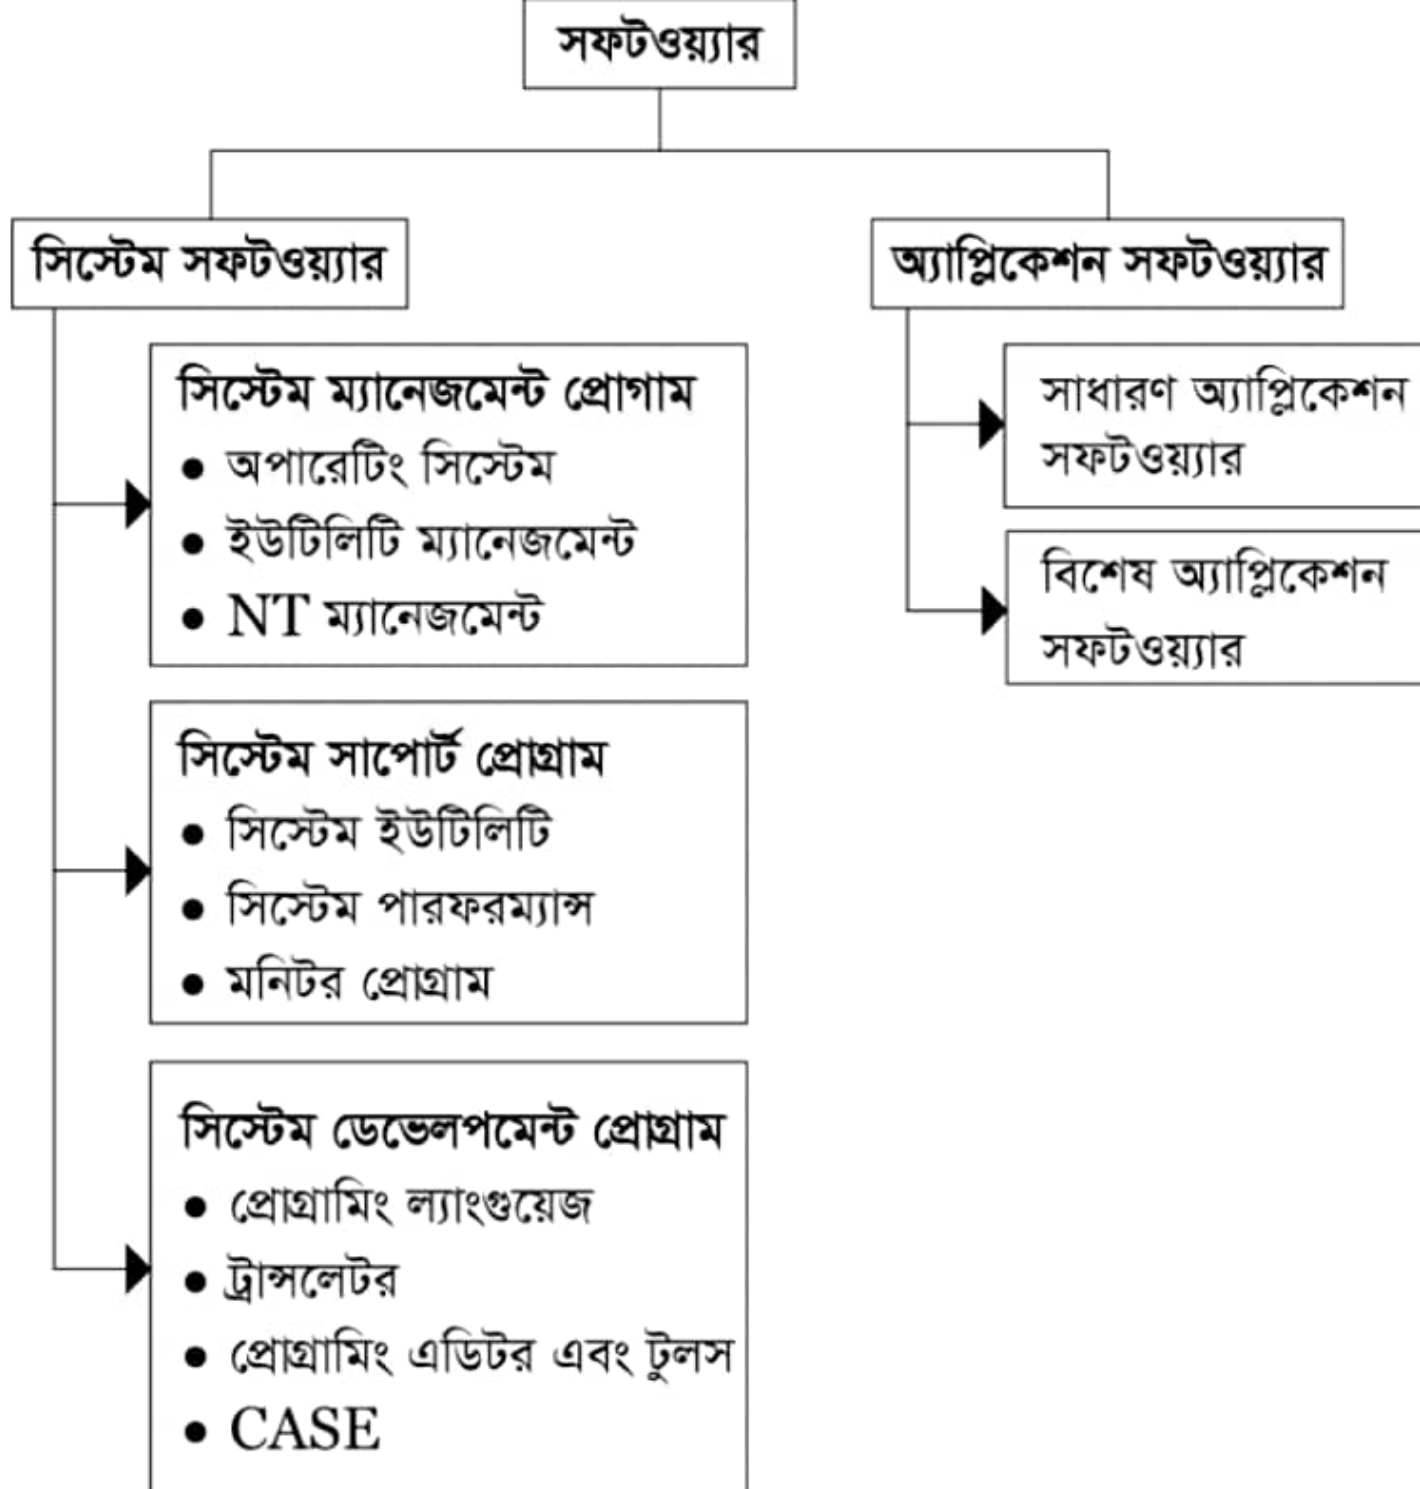 সফটওয়্যার
সিস্টেম সফটওয়্যার
সিস্টেম ম্যানেজমেন্ট প্রোগাম
● অপারেটিং সিস্টেম
● ইউটিলিটি ম্যানেজমেন্ট
● NT ম্যানেজমেন্ট
সিস্টেম সাপোর্ট প্রোগ্রাম
● সিস্টেম ইউটিলিটি
● সিস্টেম পারফরম্যান্স
● মনিটর প্রোগ্রাম
সিস্টেম ডেভেলপমেন্ট প্রোগ্রাম
● প্রোগ্রামিং ল্যাংগুয়েজ
● ট্রান্সলেটর
● প্রোগ্রামিং এডিটর এবং টুলস
● CASE
অ্যাপ্লিকেশন সফটওয়্যার
সাধারণ অ্যাপ্লিকেশন
সফটওয়্যার
বিশেষ অ্যাপ্লিকেশন
সফটওয়্যার